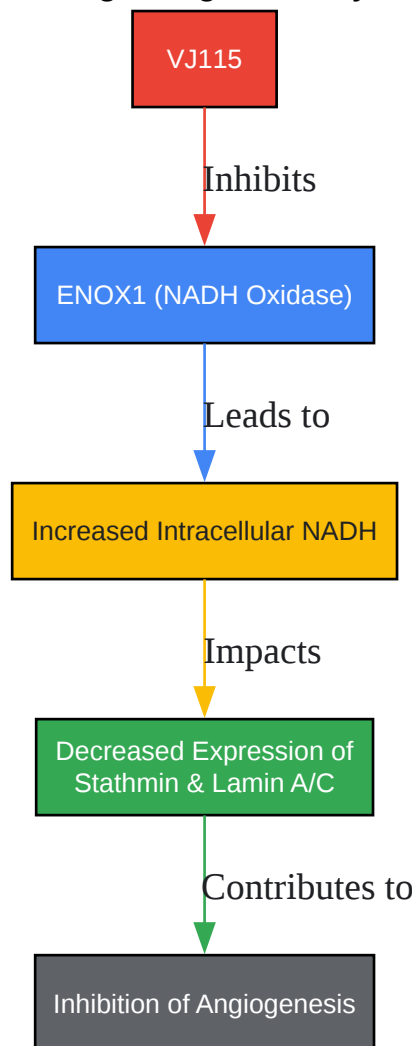 VJ115
Inhibits
ENOX1 (NADH Oxidase)
Leads to
Increased Intracellular NADH
Impacts
Decreased Expression of
Stathmin & Lamin A/C
Contributes to
Inhibition of Angiogenesis